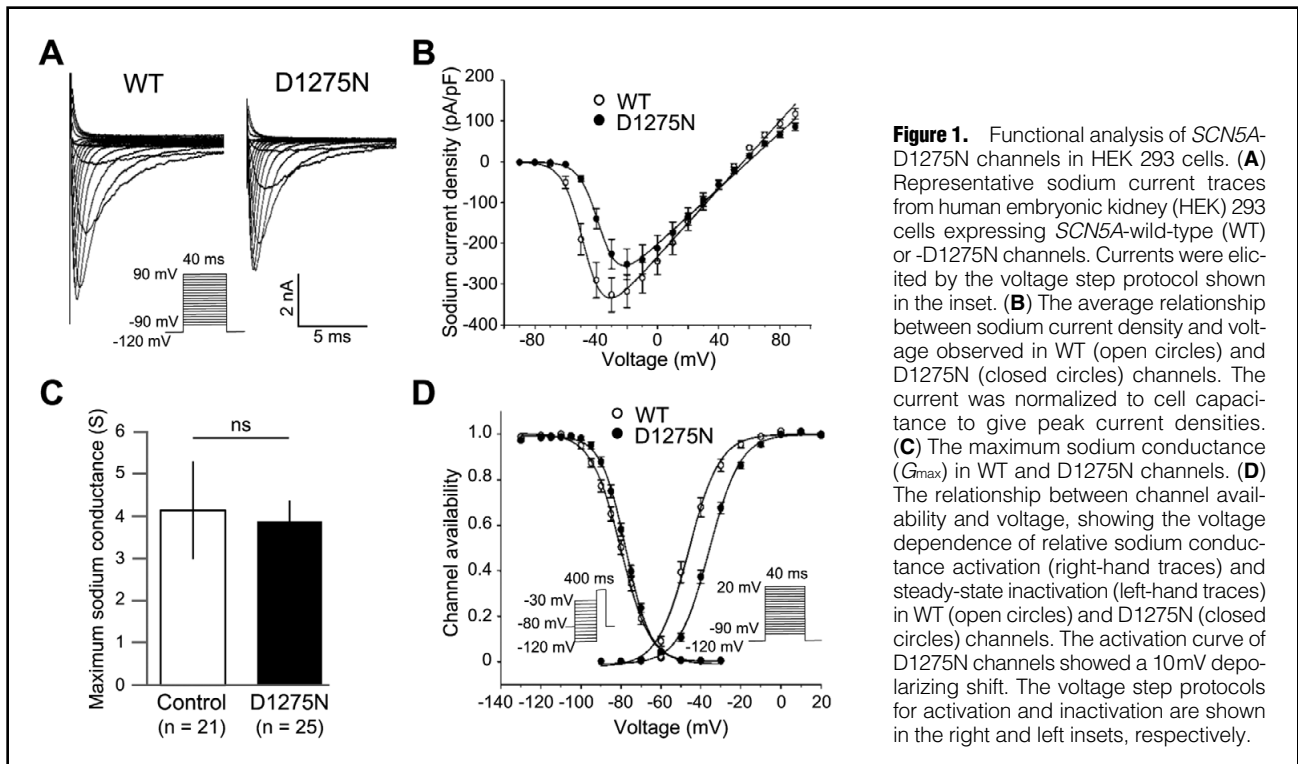 A
WT
D1275N
40 ms
90 mV
-90 mV
-120 mV
2 nA
5 ms
B
Sodium current density (pA/pF)
200
100
0
-100
-200
-300
-400
WT
D1275N
-80
-40
0
40
80
Voltage (mV)
C
Maximum sodium conductance (S)
6
5
4
3
2
1
0
ns
Control
(n = 21)
D1275N
(n = 25)
D
Channel availability
1.0
0.8
0.6
0.4
0.2
0
WT
D1275N
400 ms
-30 mV
-80 mV
-120 mV
40 ms
20 mV
-90 mV
-120 mV
-140
-120
-100
-80
-60
-40
-20
0
20
Voltage (mV)
Figure 1. Functional analysis of SCN5A-
D1275N channels in HEK 293 cells. (A)
Representative sodium current traces
from human embryonic kidney (HEK) 293
cells expressing SCN5A-wild-type (WT)
or -D1275N channels. Currents were elic-
ited by the voltage step protocol shown
in the inset. (B) The average relationship
between sodium current density and volt-
age observed in WT (open circles) and
D1275N (closed circles) channels. The
current was normalized to cell capaci-
tance to give peak current densities.
(C) The maximum sodium conductance
(Gmax) in WT and D1275N channels. (D)
The relationship between channel avail-
ability and voltage, showing the voltage
dependence of relative sodium conduc-
tance activation (right-hand traces) and
steady-state inactivation (left-hand traces)
in WT (open circles) and D1275N (closed
circles) channels. The activation curve of
D1275N channels showed a 10mV depo-
larizing shift. The voltage step protocols
for activation and inactivation are shown
in the right and left insets, respectively.